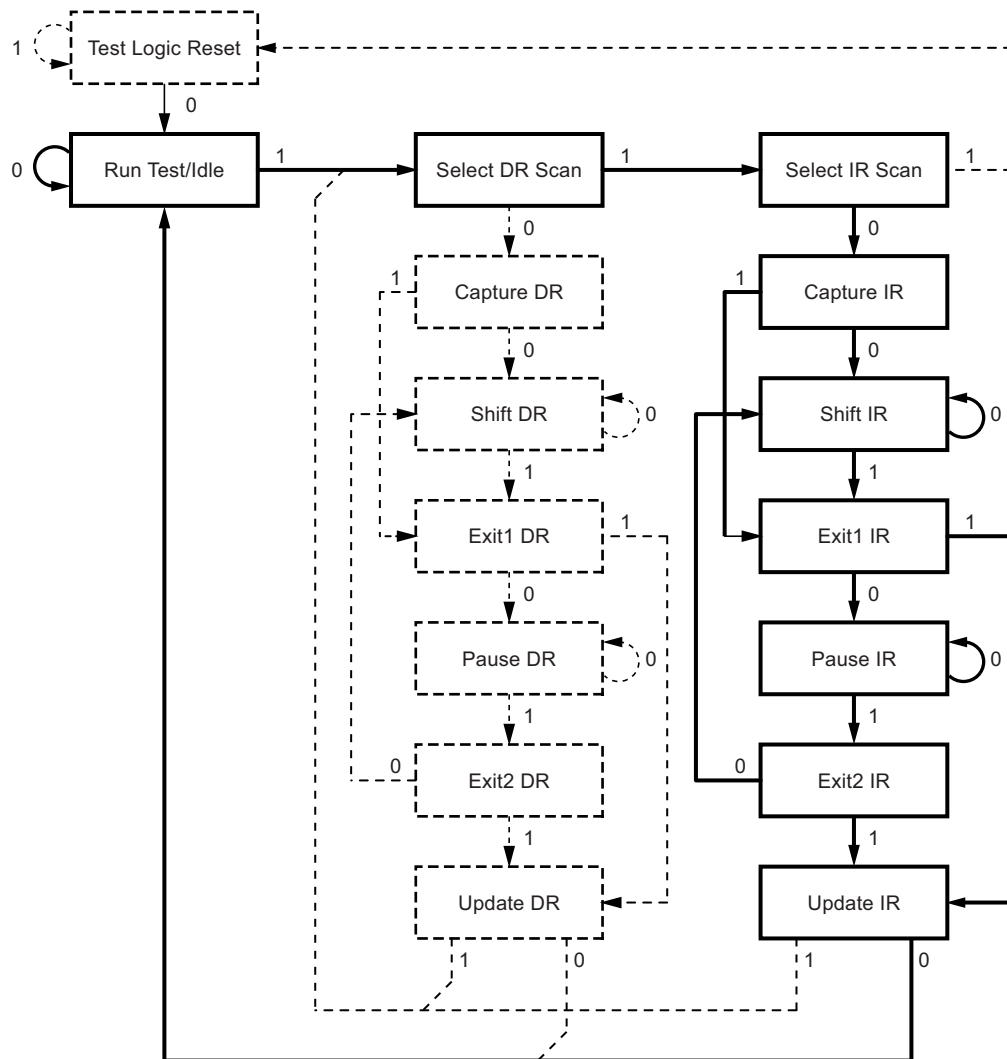 1
Test Logic Reset
0
0
Run Test/Idle
1
Select DR Scan
1
Select IR Scan
1
0
0
1
Capture DR
1
Capture IR
0
0
Shift DR
0
Shift IR
0
1
1
Exit1 DR
1
Exit1 IR
1
0
0
Pause DR
0
Pause IR
0
1
1
0
Exit2 DR
0
Exit2 IR
1
1
Update DR
Update IR
1
0
1
0